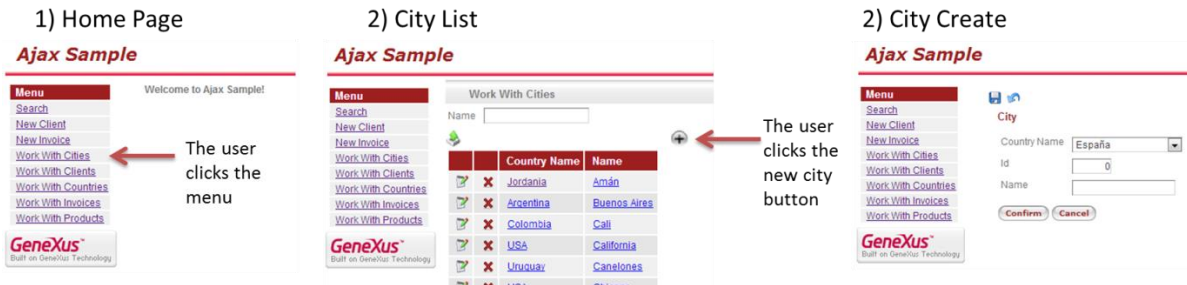 1) Home Page
Ajax Sample
Menu
Search
New Client
New Invoice
Work With Cities
Work With Clients
Work With Countries
Work With Invoices
Work With Products
GeneXus™
Built on GeneXus Technology
Welcome to Ajax Sample!
The user
clicks the
menu
2) City List
Ajax Sample
Menu
Search
New Client
New Invoice
Work With Cities
Work With Clients
Work With Countries
Work With Invoices
Work With Products
GeneXus™
Built on GeneXus Technology
Work With Cities
Name
Country Name Name
Jordania Amán
Argentina Buenos Aires
Colombia Cali
USA California
Uruguay Canelones
The user
clicks the
new city
button
2) City Create
Ajax Sample
Menu
Search
New Client
New Invoice
Work With Cities
Work With Clients
Work With Countries
Work With Invoices
Work With Products
GeneXus™
Built on GeneXus Technology
City
Country Name España
Id 0
Name
Confirm Cancel